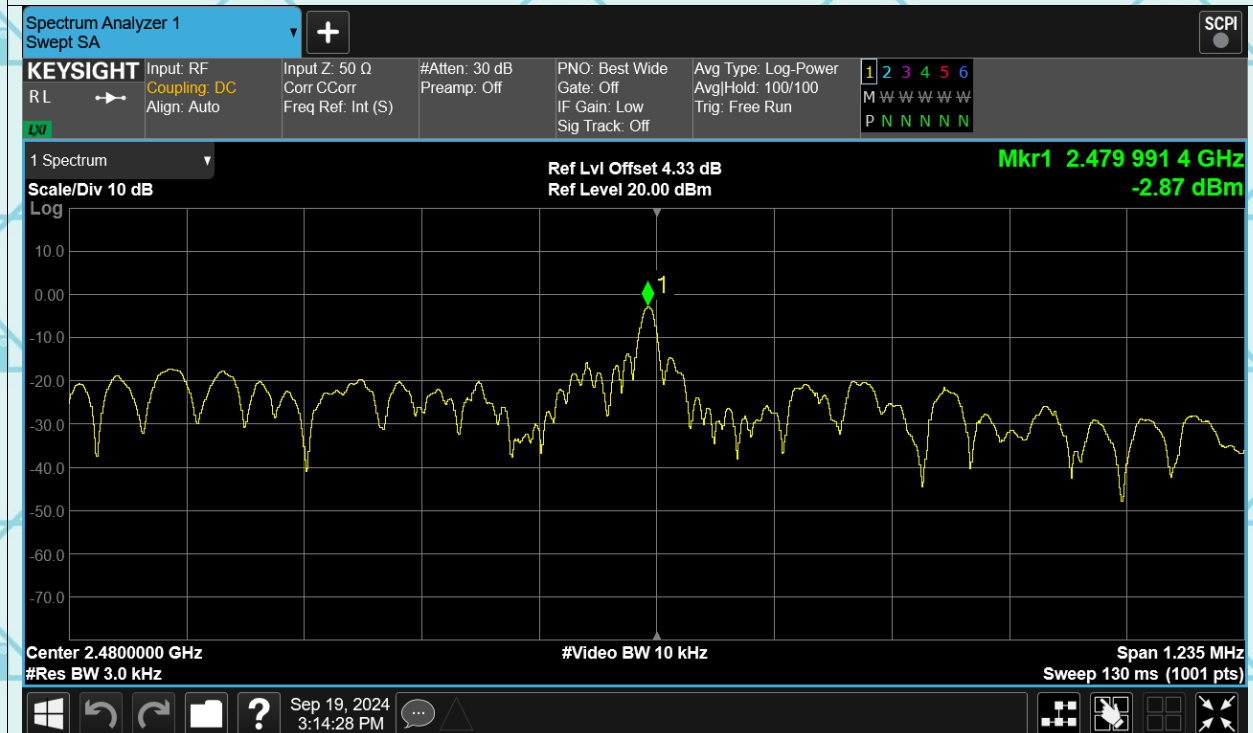 Spectrum Analyzer 1
Swept SA
+
SCPI
KEYSIGHT
RL
LXI
Input: RF
Coupling: DC
Align: Auto
Input Z: 50 Ω
Corr CCorr
Freq Ref: Int (S)
#Atten: 30 dB
Preamp: Off
PNO: Best Wide
Gate: Off
IF Gain: Low
Sig Track: Off
Avg Type: Log-Power
Avg|Hold: 100/100
Trig: Free Run
1 2 3 4 5 6
M W W W W W
P N N N N N
1 Spectrum
Scale/Div 10 dB
Log
Ref Lvl Offset 4.33 dB
Ref Level 20.00 dBm
Mkr1 2.479 991 4 GHz
-2.87 dBm
1
10.0
0.00
-10.0
-20.0
-30.0
-40.0
-50.0
-60.0
-70.0
Center 2.4800000 GHz
#Res BW 3.0 kHz
#Video BW 10 kHz
Span 1.235 MHz
Sweep 130 ms (1001 pts)
?
Sep 19, 2024
3:14:28 PM